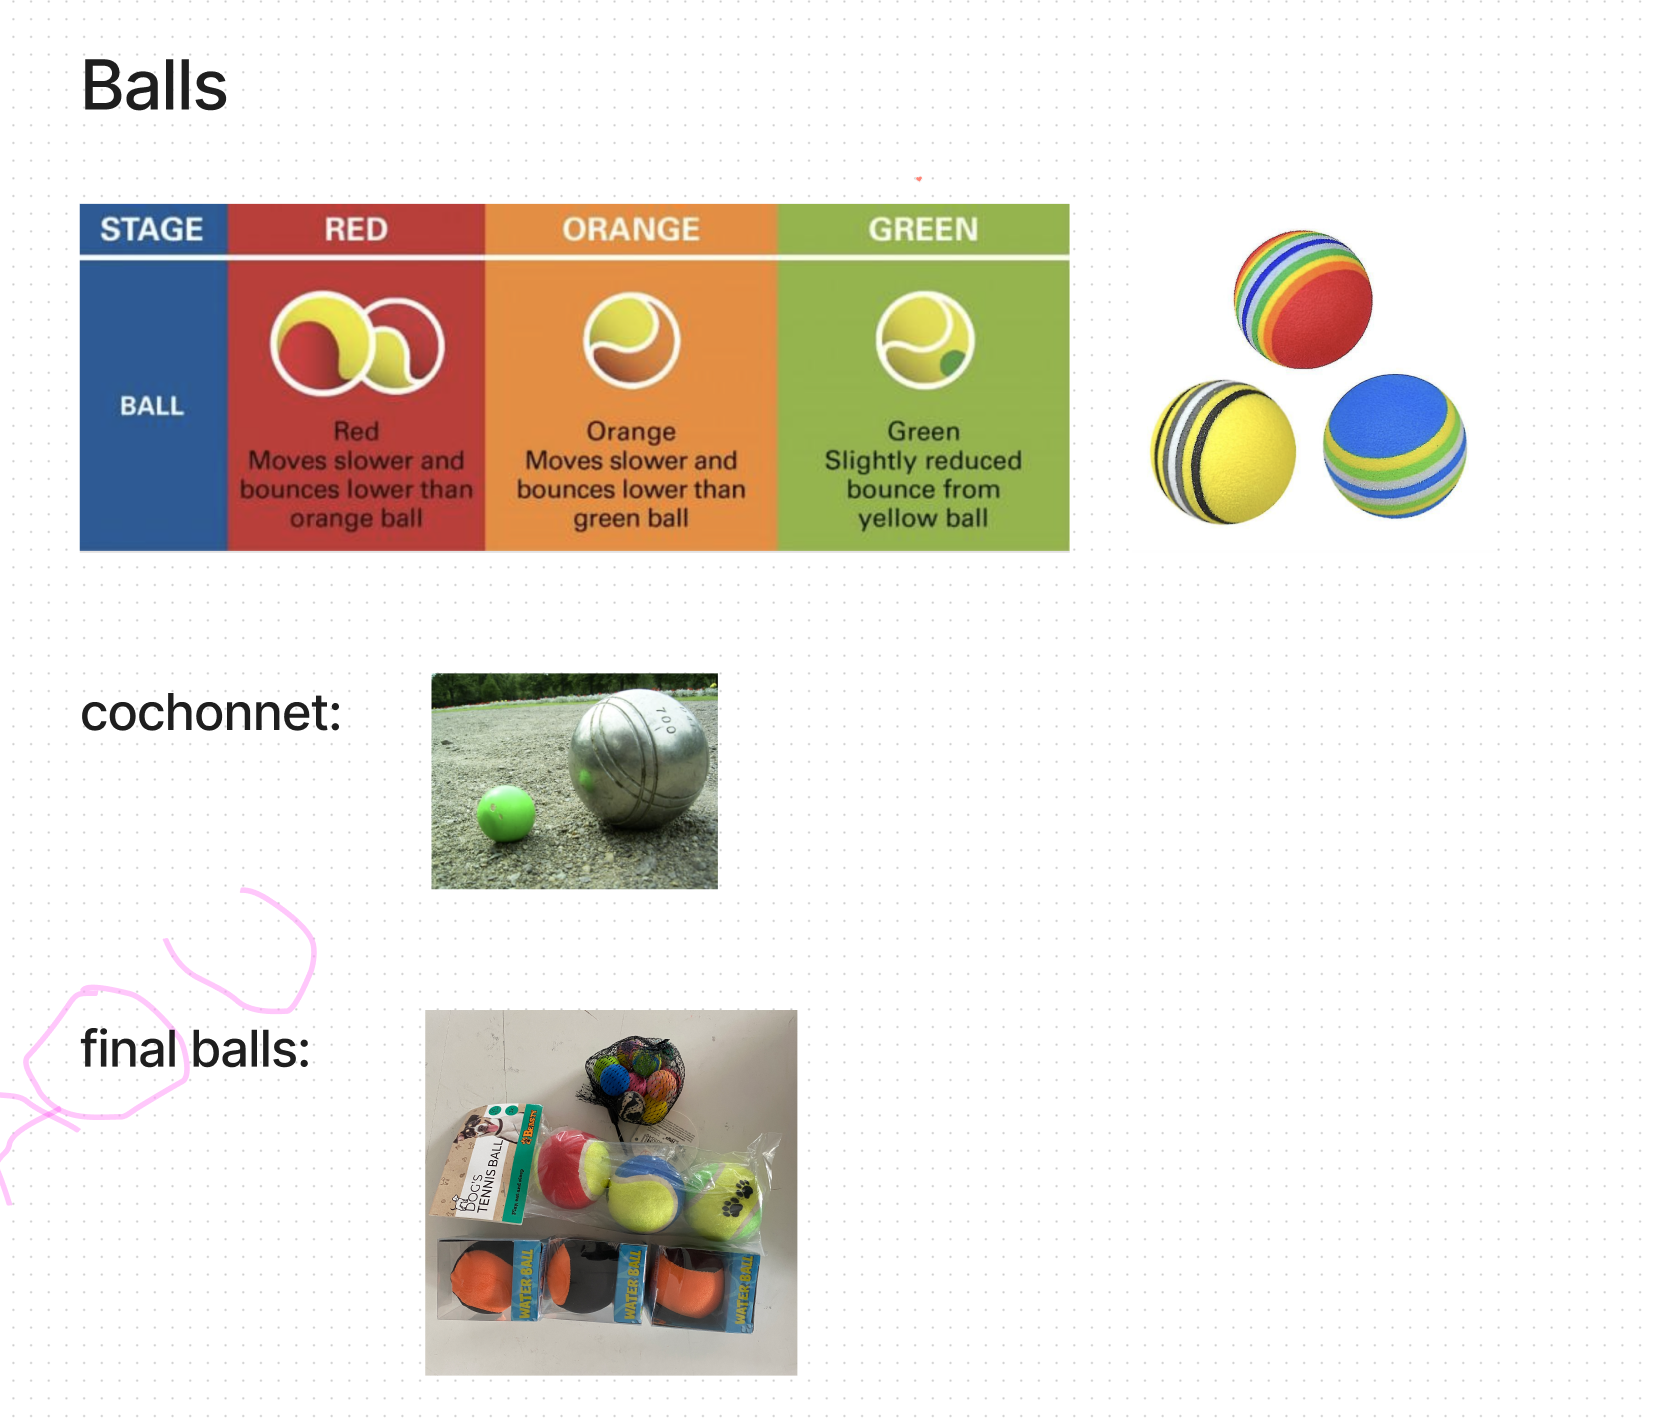 Balls
STAGE RED ORANGE GREEN
BALL
Red
Moves slower and
bounces lower than
orange ball
Orange
Moves slower and
bounces lower than
green ball
Green
Slightly reduced
bounce from
yellow ball
cochonnet:
700
final balls:
DOG'S
TENNIS BALL
WATER BALL
WATER BALL
WATER BALL